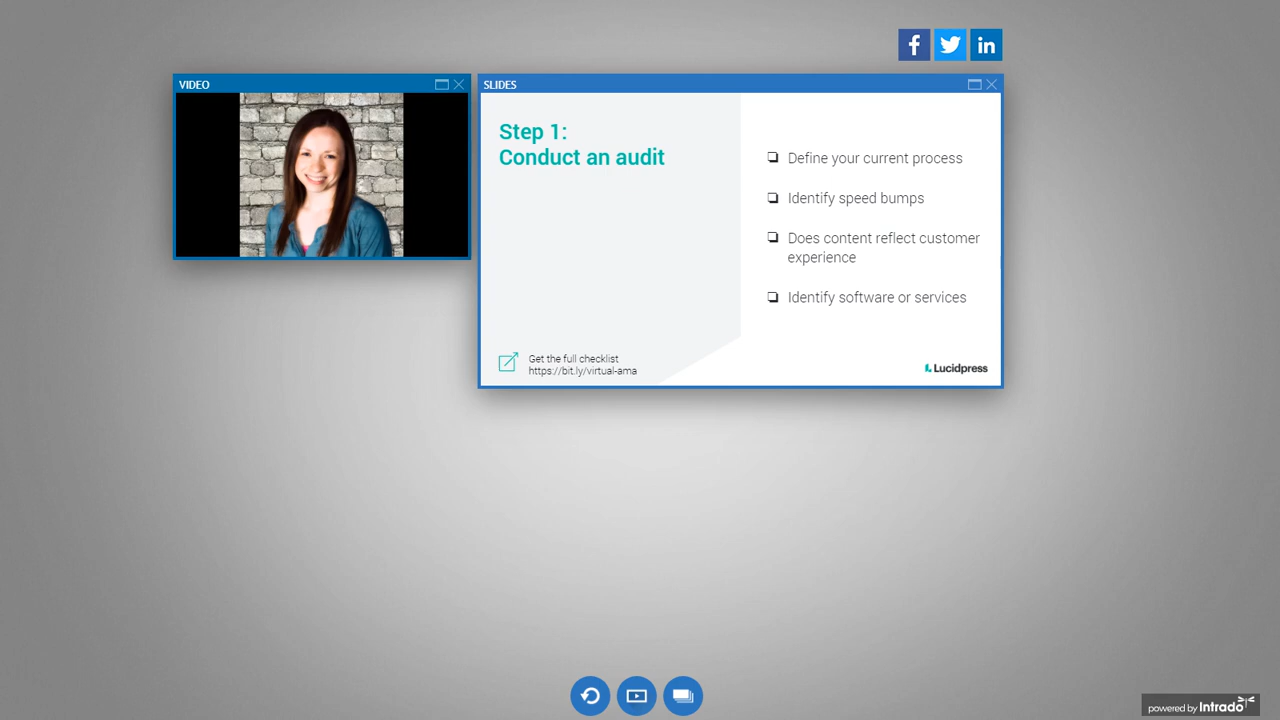 VIDEO
SLIDES
Step 1:
Conduct an audit
Define your current process
Identify speed bumps
Does content reflect customer
experience
Identify software or services
Get the full checklist
https://bit.ly/virtual-ama
Lucidpress
powered by Intrado